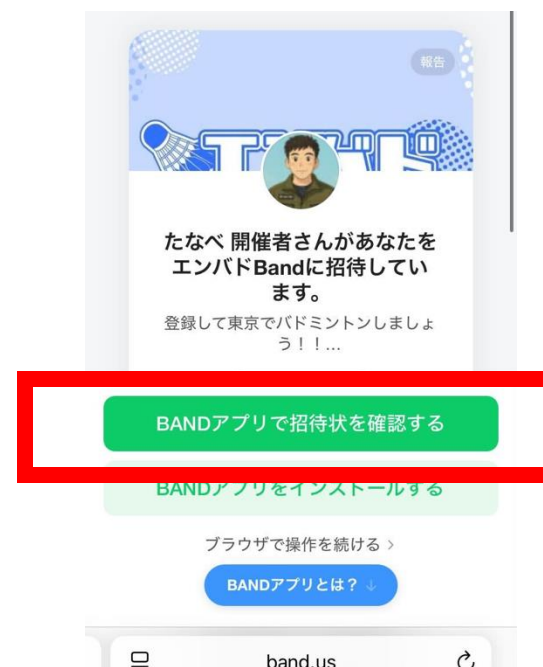 報告
エンバド
たなべ 開催者さんがあなたを
エンバドBandに招待してい
ます。
登録して東京でバドミントンしましょ
う！！...
BANDアプリで招待状を確認する
BANDアプリをインストールする
ブラウザで操作を続ける >
BANDアプリとは？ ↓
band.us